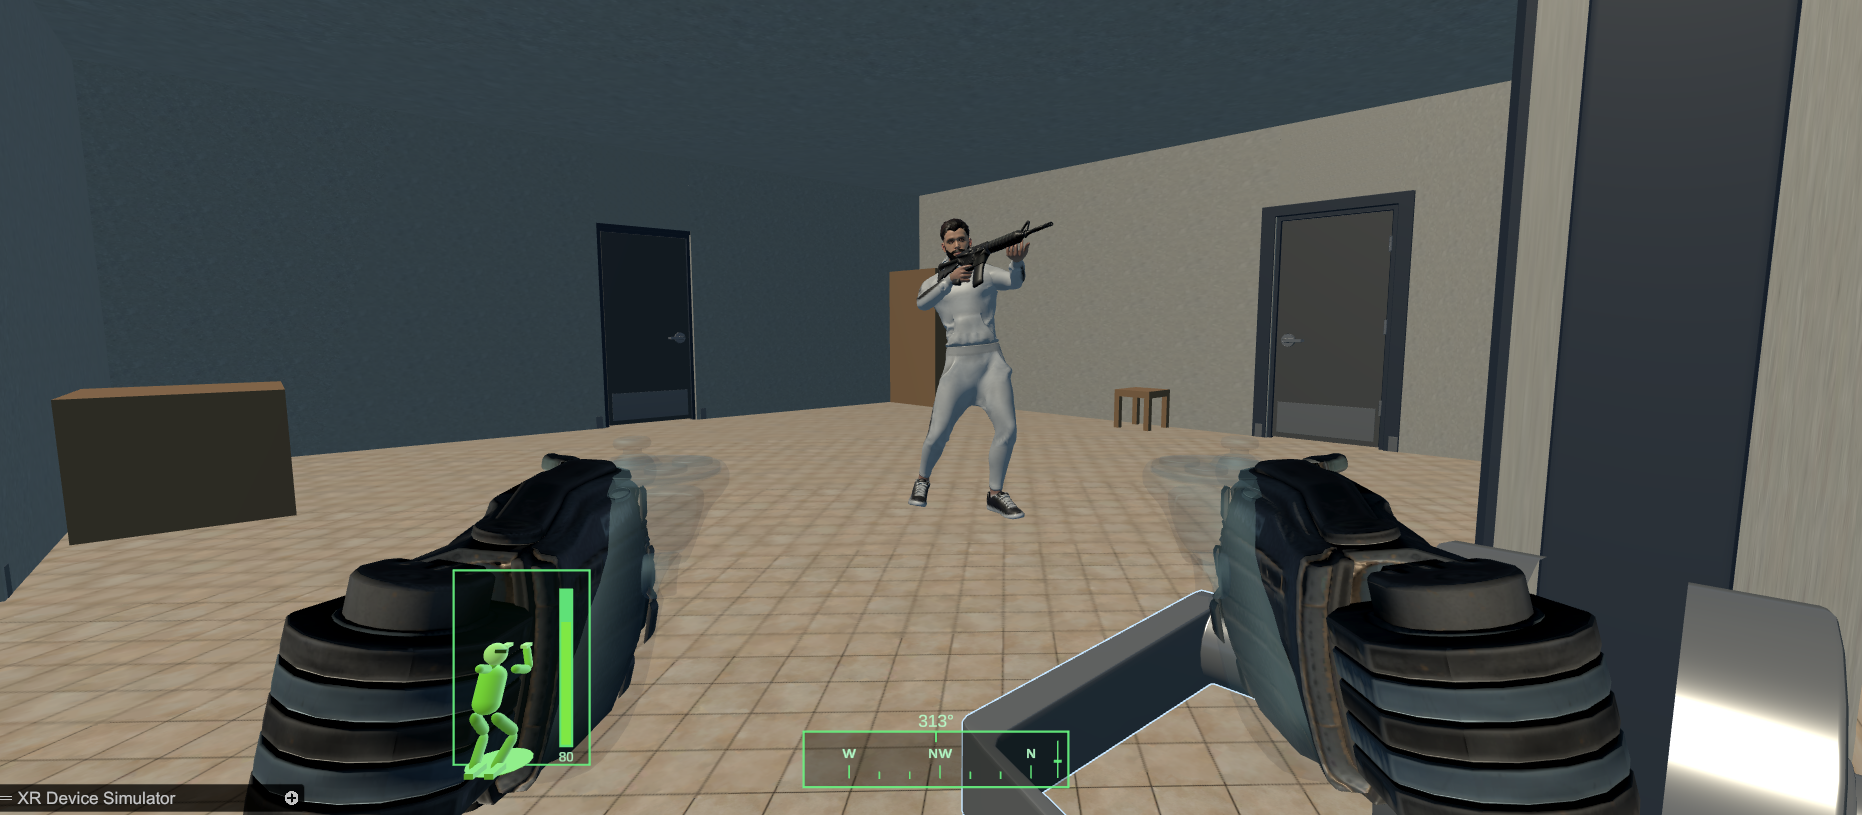 313°
W NW N
80
XR Device Simulator